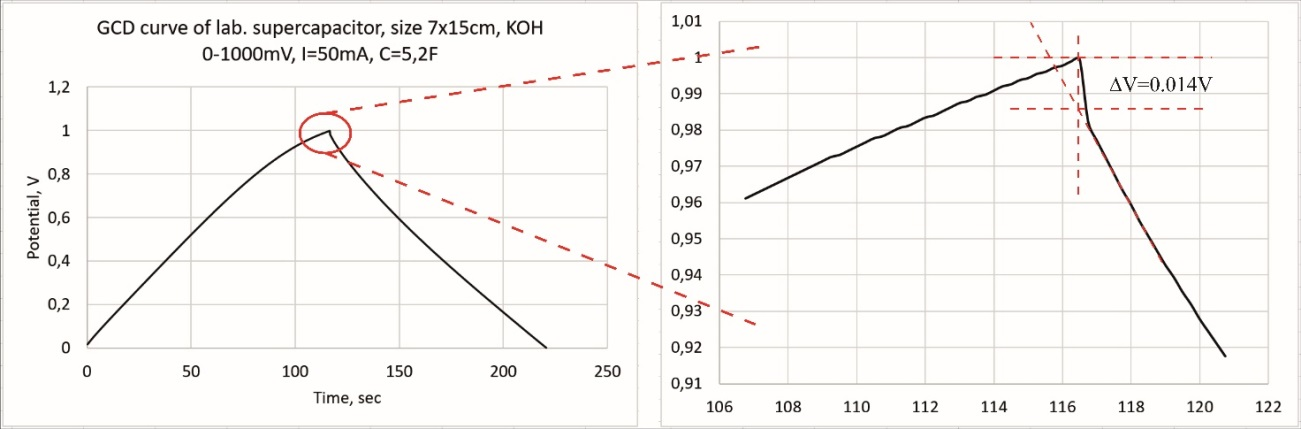 GCD curve of lab. supercapacitor, size 7x15cm, KOH
0-1000mV, I=50mA, C=5,2F
Potential, V
1,2
1
0,8
0,6
0,4
0,2
0
0 50 100 150 200 250
Time, sec
1,01
1
0,99
0,98
0,97
0,96
0,95
0,94
0,93
0,92
0,91
ΔV=0.014V
106 108 110 112 114 116 118 120 122